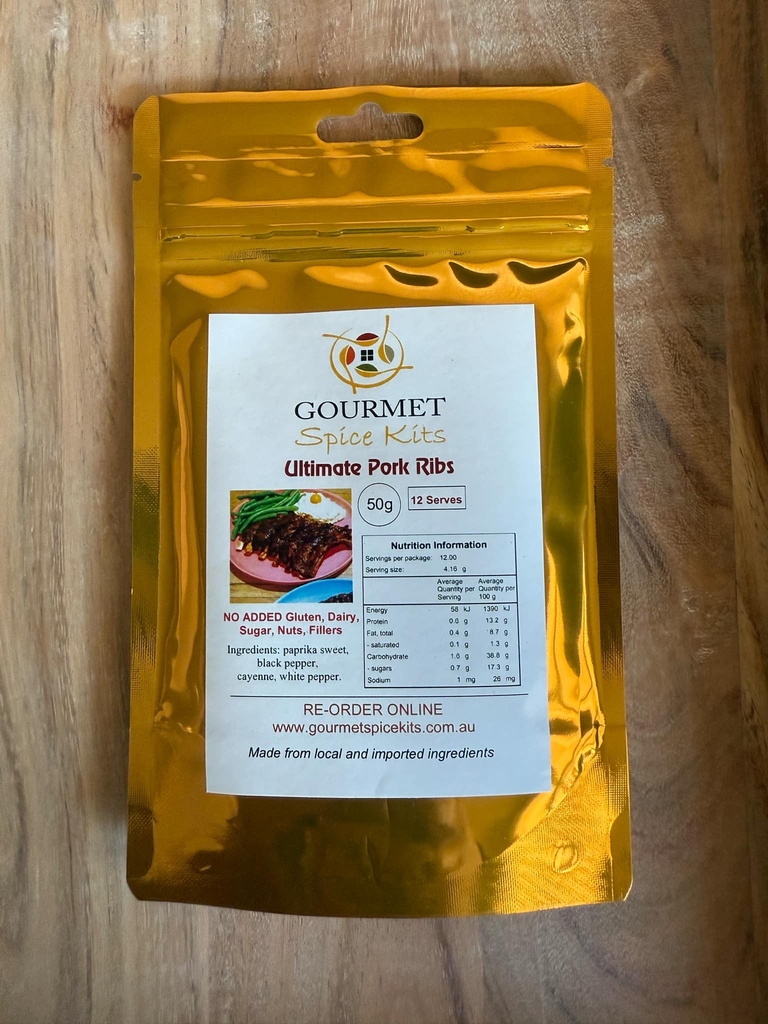 GOURMET
Spice Kits
Ultimate Pork Ribs
50g
12 Serves
Nutrition Information
Servings per package: 12.00
Serving size: 4.16 g
Average Quantity per Serving Average Quantity per 100 g
Energy 58 kJ 1390 kJ
Protein 0.6 g 13.2 g
Fat, total 0.4 g 8.7 g
- saturated 0.1 g 1.3 g
Carbohydrate 1.6 g 38.8 g
- sugars 0.7 g 17.3 g
Sodium 1 mg 26 mg
NO ADDED Gluten, Dairy,
Sugar, Nuts, Fillers
Ingredients: paprika sweet,
black pepper,
cayenne, white pepper.
RE-ORDER ONLINE
www.gourmetspicekits.com.au
Made from local and imported ingredients